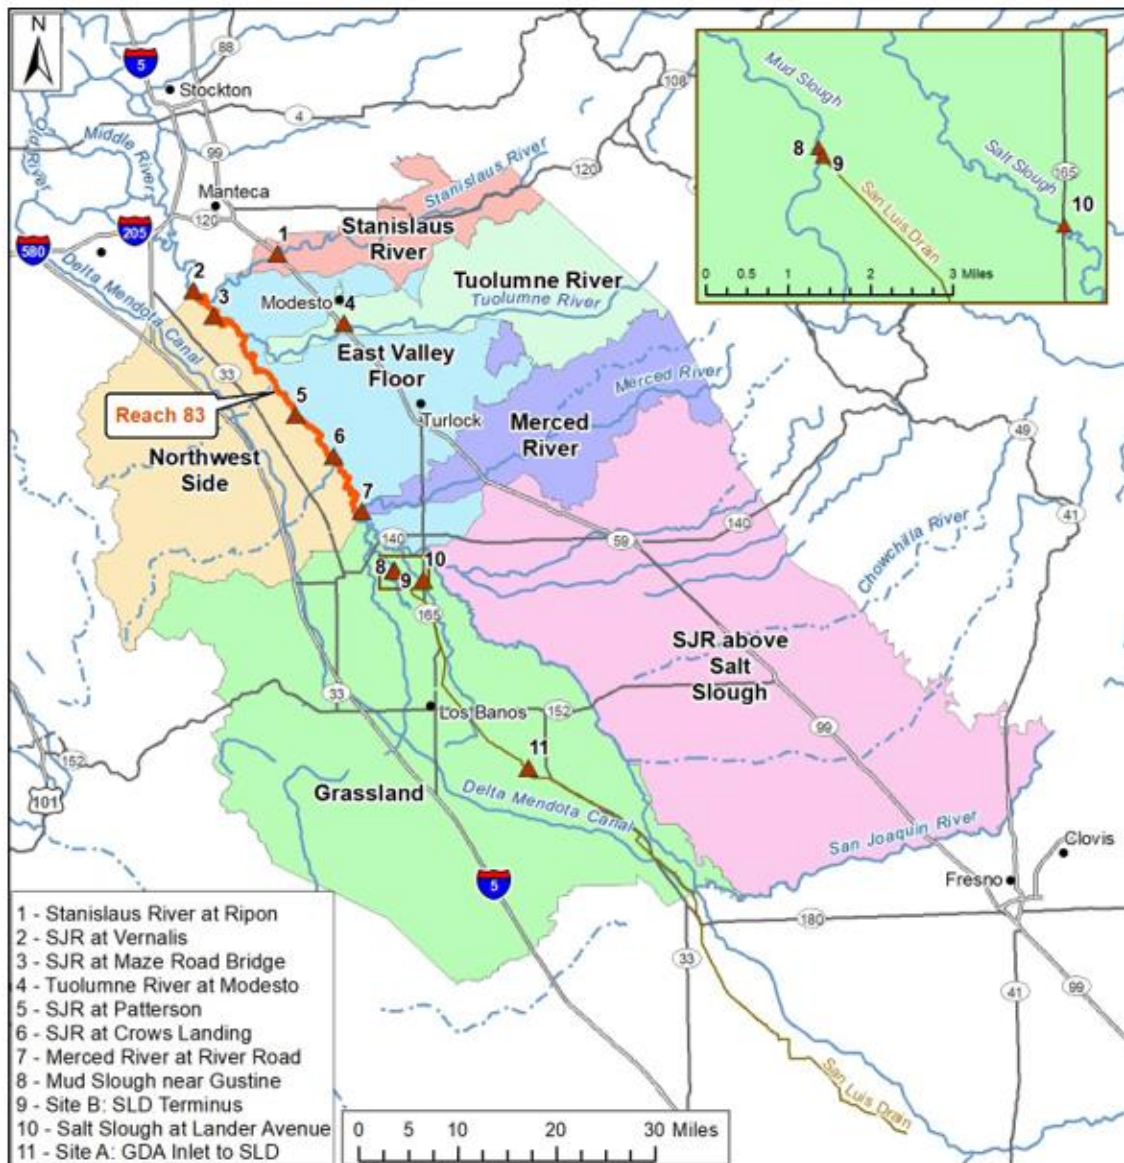 N
5
88
Stockton
108
4
Old River
Middle River
99
Stanislaus River
Manteca
120
120
205
580
1
Stanislaus
River
2
3
Delta Mendota Canal
Modesto
4
Tuolumne River
Tuolumne River
33
East Valley
Floor
Merced River
5
Reach 83
Turlock
Merced
River
49
Northwest
Side
6
7
41
140
140
59
Chowchilla River
8
9
10
165
SJR above
Salt
Slough
33
Los Banos
152
152
99
101
11
Grassland
Delta Mendota Canal
San Joaquin River
Clovis
Fresno
5
180
33
41
99
San Luis Drain
Mud Slough
8
9
Salt Slough
165
San Luis Drain
10
0 0.5 1 2 3 Miles
1 - Stanislaus River at Ripon
2 - SJR at Vernalis
3 - SJR at Maze Road Bridge
4 - Tuolumne River at Modesto
5 - SJR at Patterson
6 - SJR at Crows Landing
7 - Merced River at River Road
8 - Mud Slough near Gustine
9 - Site B: SLD Terminus
10 - Salt Slough at Lander Avenue
11 - Site A: GDA Inlet to SLD
0 5 10 20 30 Miles